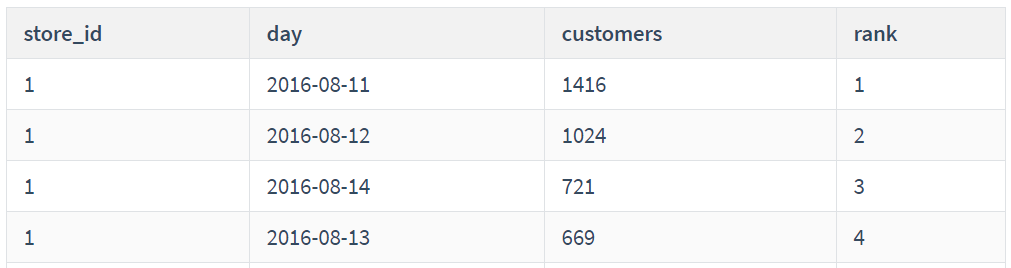 store_id day customers rank
1 2016-08-11 1416 1
1 2016-08-12 1024 2
1 2016-08-14 721 3
1 2016-08-13 669 4